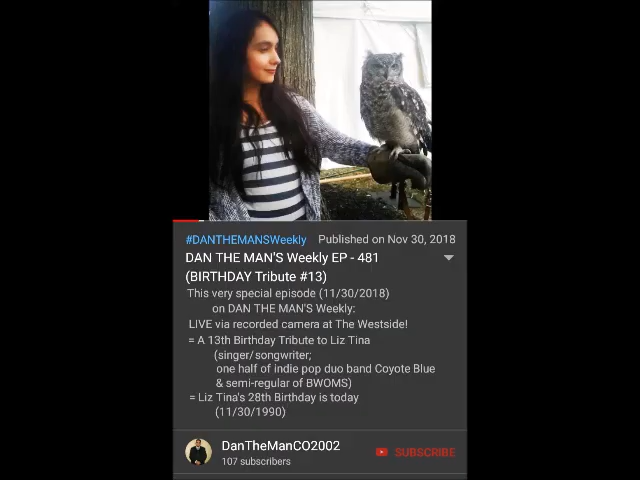 #DANTHEMANSWeekly Published on Nov 30, 2018
DAN THE MAN'S Weekly EP - 481
(BIRTHDAY Tribute #13)
This very special episode (11/30/2018)
on DAN THE MAN'S Weekly:
LIVE via recorded camera at The Westside!
= A 13th Birthday Tribute to Liz Tina
(singer/songwriter;
one half of indie pop duo band Coyote Blue
& semi-regular of BWOMS)
= Liz Tina's 28th Birthday is today
(11/30/1990)
DanTheManCO2002
SUBSCRIBE
107 subscribers